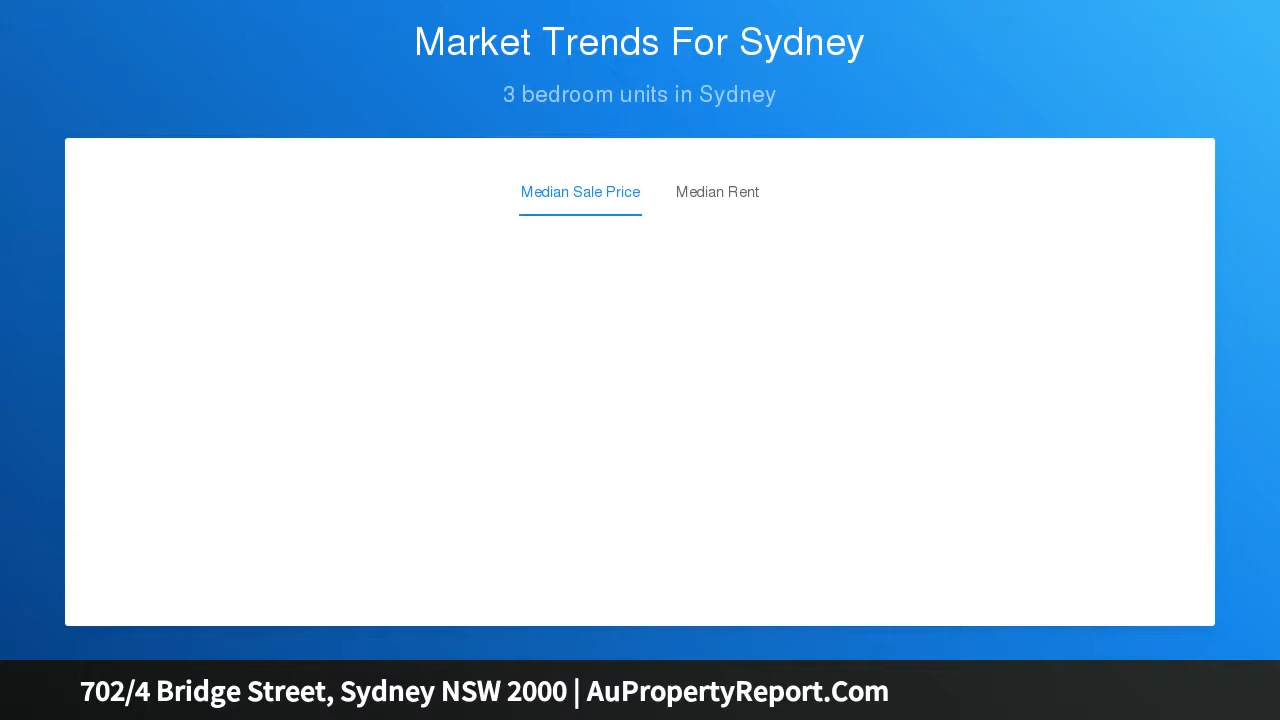 Market Trends For Sydney
3 bedroom units in Sydney
Median Sale Price Median Rent
702/4 Bridge Street, Sydney NSW 2000 | AuPropertyReport.Com